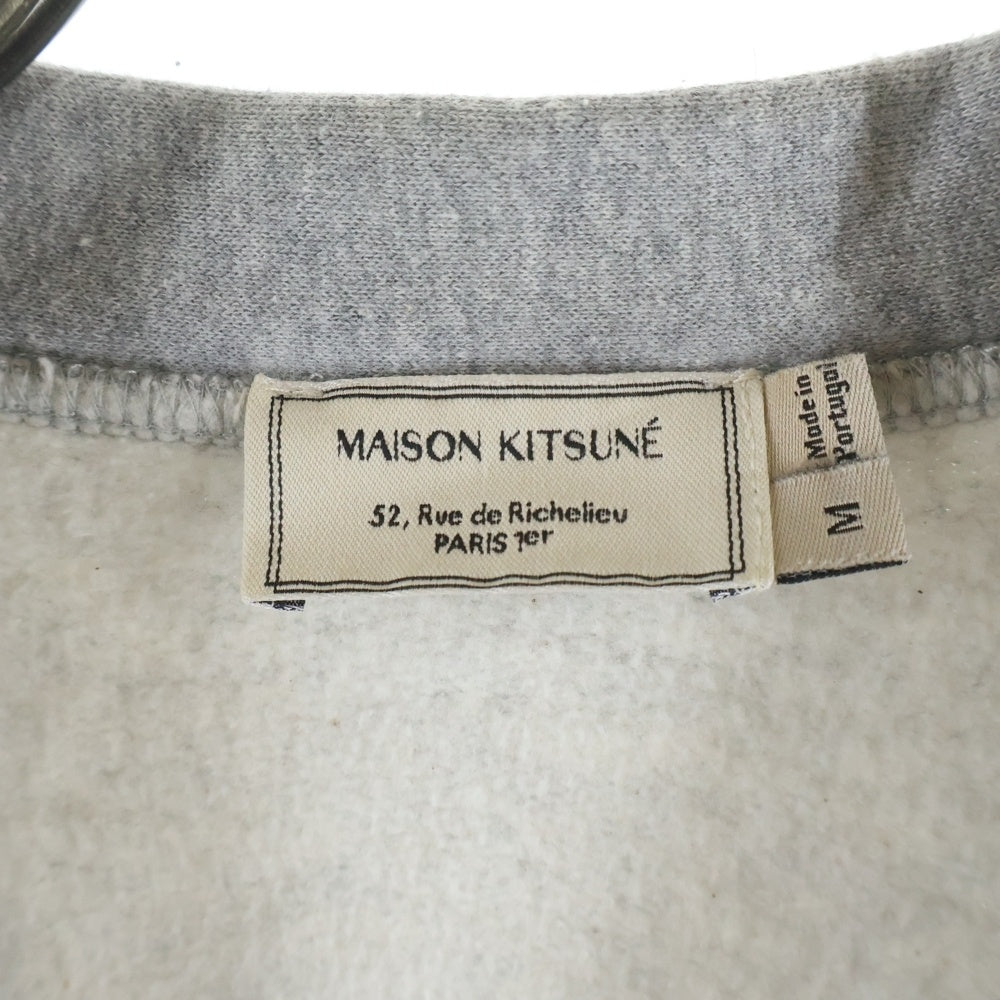 MAISON KITSUNÉ
52, Rue de Richelieu
PARIS 1er
Made in
Portugal
M